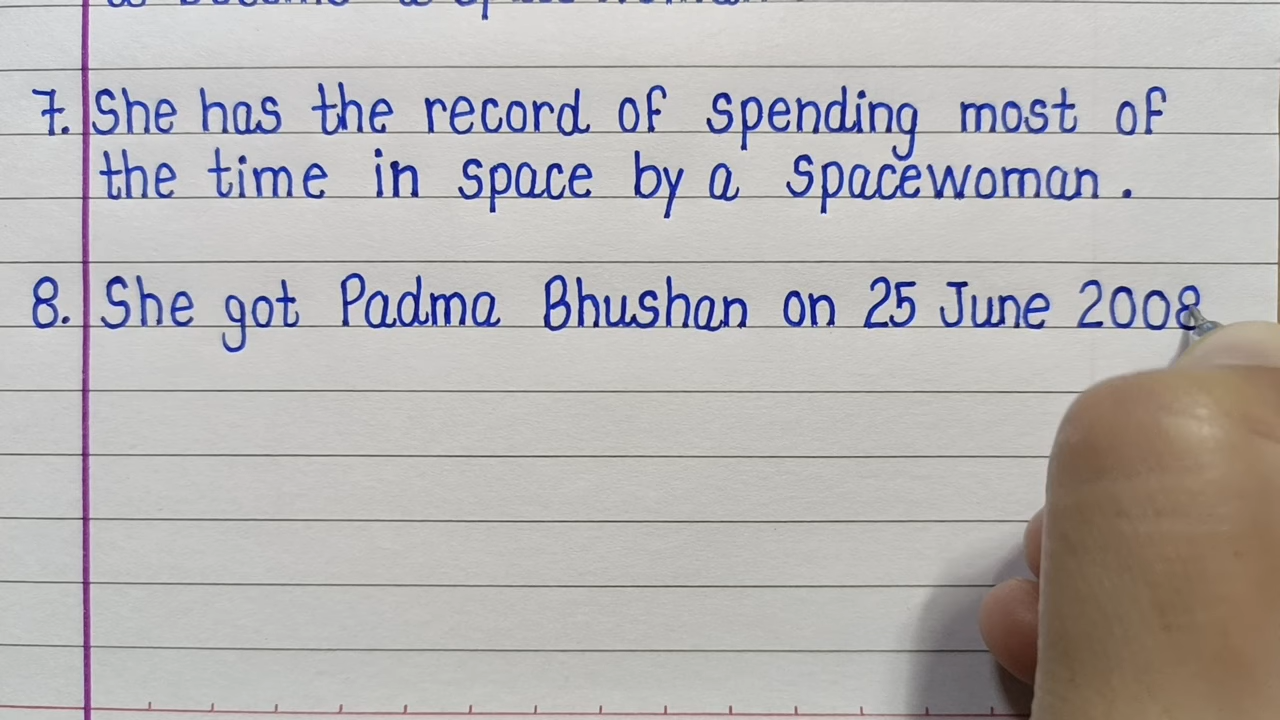 7. She has the record of spending most of
the time in space by a spacewoman.
8. She got Padma Bhushan on 25 June 2008